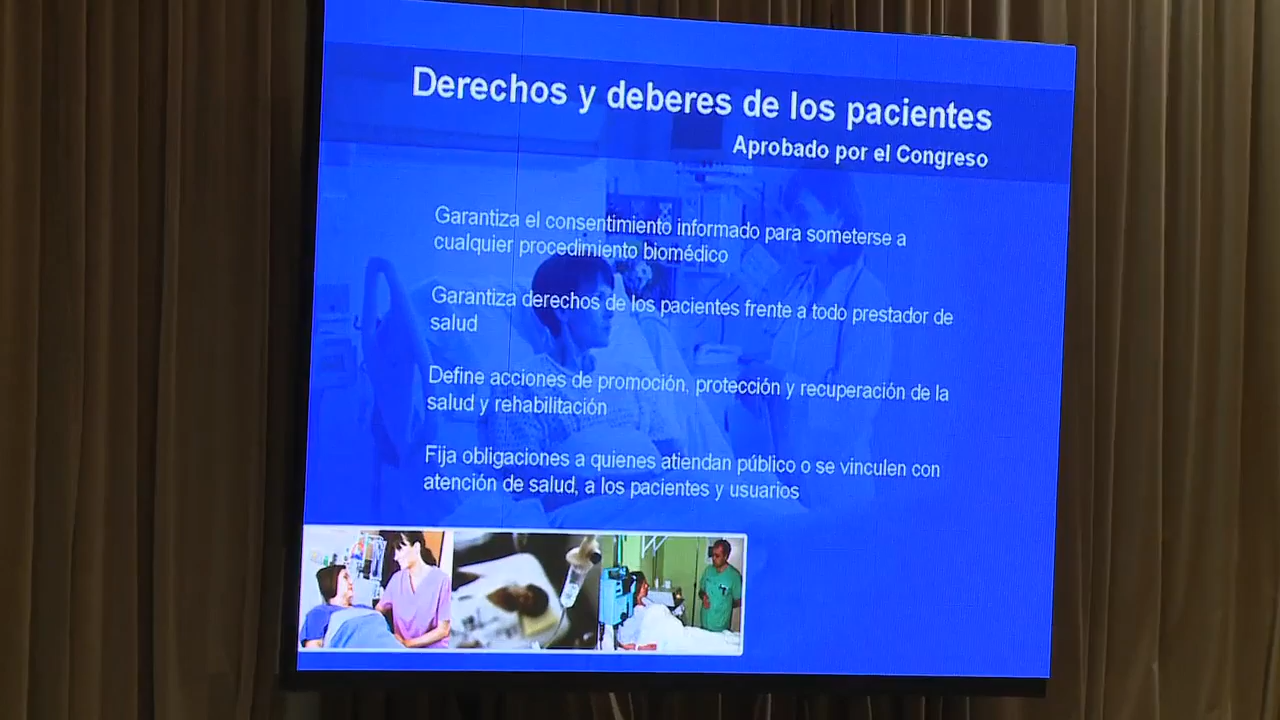 Derechos y deberes de los pacientes
Aprobado por el Congreso
Garantiza el consentimiento informado para someterse a
cualquier procedimiento biomédico
Garantiza derechos de los pacientes frente a todo prestador de
salud
Define acciones de promoción, protección y recuperación de la
salud y rehabilitación
Fija obligaciones a quienes atiendan público o se vinculen con
atención de salud, a los pacientes y usuarios